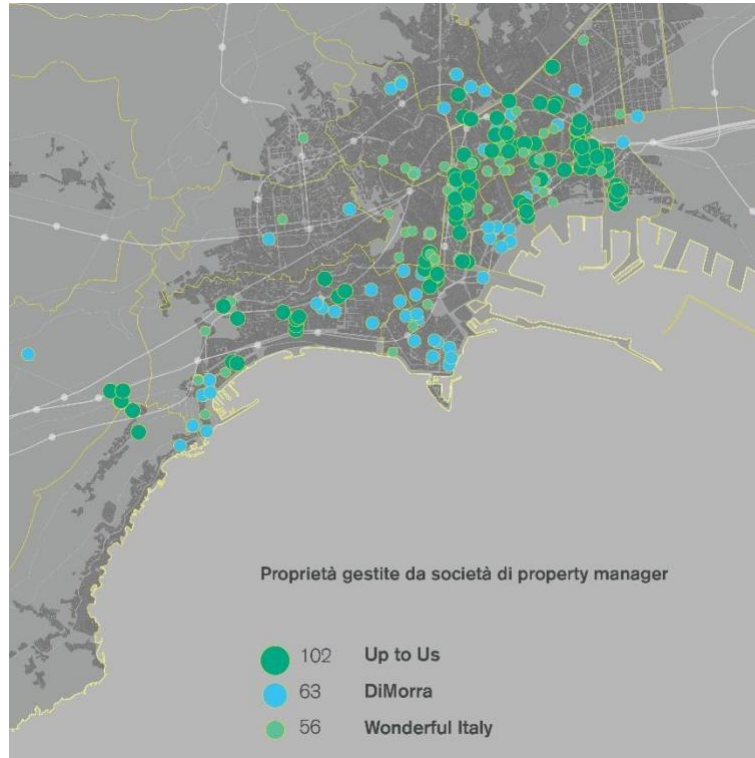 Proprietà gestite da società di property manager
102 Up to Us
63 DiMorra
56 Wonderful Italy